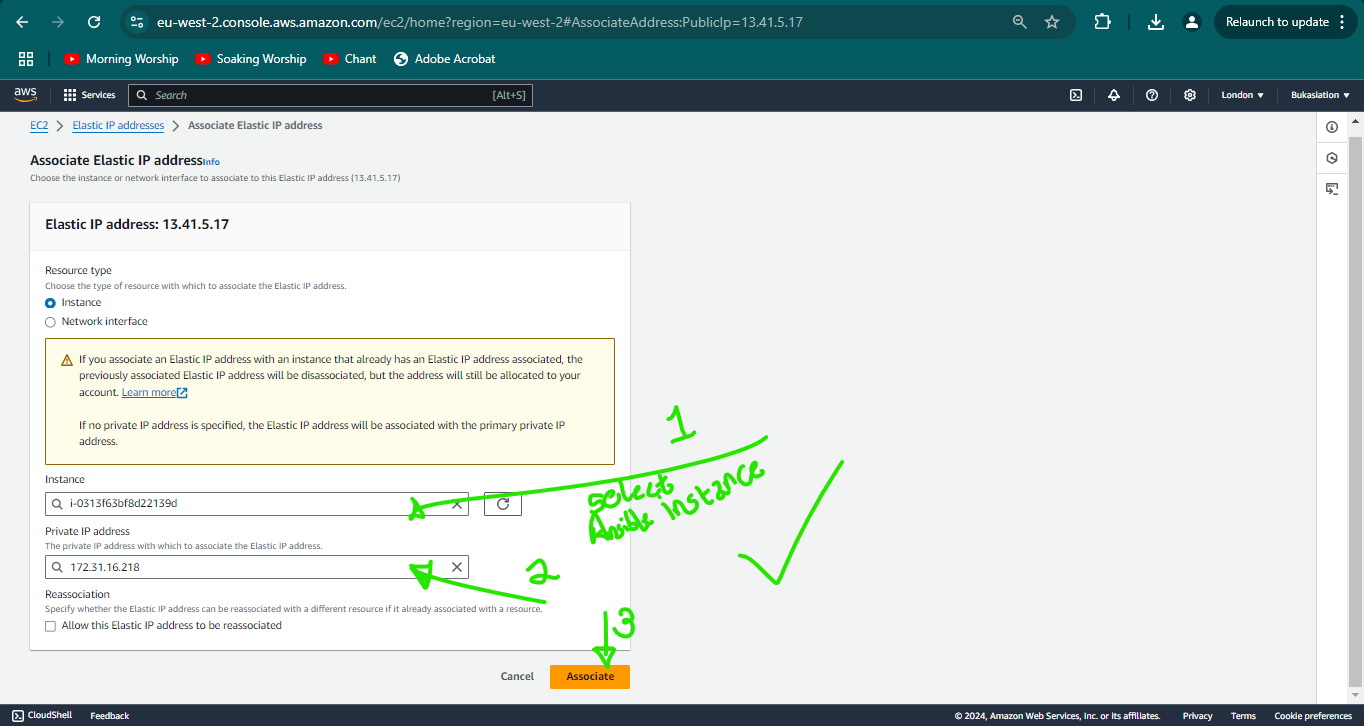 eu-west-2.console.aws.amazon.com/ec2/home?region=eu-west-2#AssociateAddress:PublicIp=13.41.5.17
Relaunch to update
Morning Worship
Soaking Worship
Chant
Adobe Acrobat
aws
Services
Search
[Alt+S]
London
Bukasiation
EC2
Elastic IP addresses
Associate Elastic IP address
Associate Elastic IP address Info
Choose the instance or network interface to associate to this Elastic IP address (13.41.5.17)
Elastic IP address: 13.41.5.17
Resource type
Choose the type of resource with which to associate the Elastic IP address.
Instance
Network interface
If you associate an Elastic IP address with an instance that already has an Elastic IP address associated, the
previously associated Elastic IP address will be disassociated, but the address will still be allocated to your
account. Learn more
If no private IP address is specified, the Elastic IP address will be associated with the primary private IP
address.
1
Instance
i-0313f63bf8d22139d
select
Ansible instance
Private IP address
The private IP address with which to associate the Elastic IP address.
172.31.16.218
2
Reassociation
Specify whether the Elastic IP address can be reassociated with a different resource if it already associated with a resource.
Allow this Elastic IP address to be reassociated
3
Cancel
Associate
CloudShell
Feedback
© 2024, Amazon Web Services, Inc. or its affiliates.
Privacy
Terms
Cookie preferences